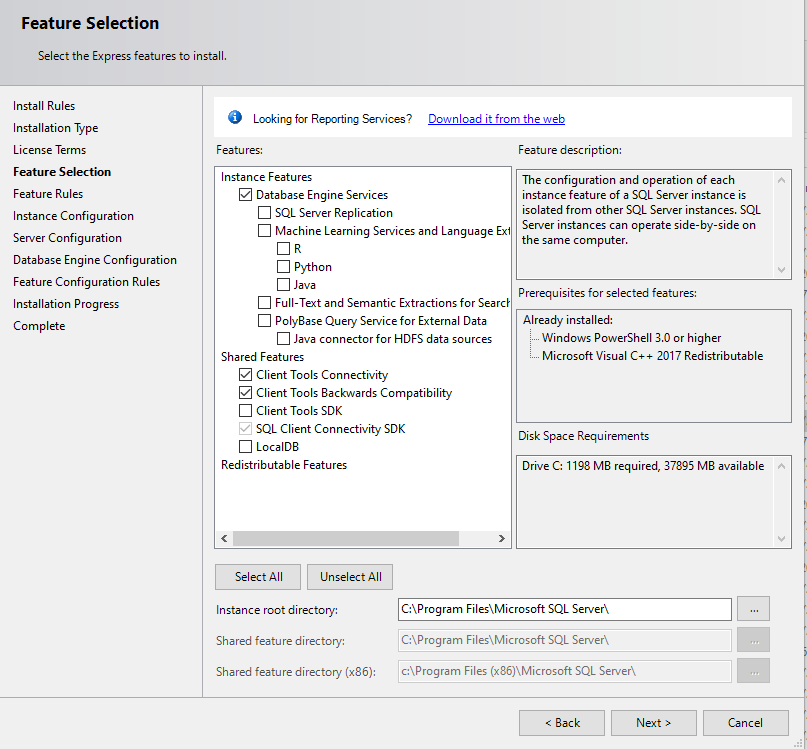 Feature Selection
Select the Express features to install.
Install Rules
Installation Type
License Terms
Feature Selection
Feature Rules
Instance Configuration
Server Configuration
Database Engine Configuration
Feature Configuration Rules
Installation Progress
Complete
Looking for Reporting Services? Download it from the web
Features:
Instance Features
Database Engine Services
SQL Server Replication
Machine Learning Services and Language Ext
R
Python
Java
Full-Text and Semantic Extractions for Search
PolyBase Query Service for External Data
Java connector for HDFS data sources
Shared Features
Client Tools Connectivity
Client Tools Backwards Compatibility
Client Tools SDK
SQL Client Connectivity SDK
LocalDB
Redistributable Features
Feature description:
The configuration and operation of each
instance feature of a SQL Server instance is
isolated from other SQL Server instances. SQL
Server instances can operate side-by-side on
the same computer.
Prerequisites for selected features:
Already installed:
Windows PowerShell 3.0 or higher
Microsoft Visual C++ 2017 Redistributable
Disk Space Requirements
Drive C: 1198 MB required, 37895 MB available
Select All
Unselect All
Instance root directory: C:\Program Files\Microsoft SQL Server\ ...
Shared feature directory: C:\Program Files\Microsoft SQL Server\ ...
Shared feature directory (x86): c:\Program Files (x86)\Microsoft SQL Server\ ...
< Back
Next >
Cancel